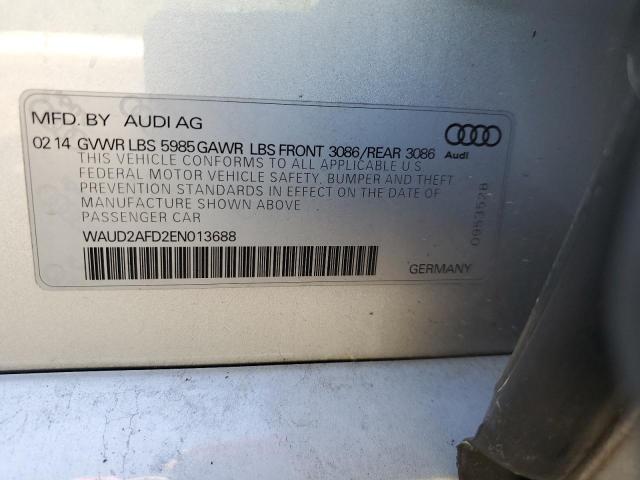 MFD. BY AUDI AG
02 14 GVWR LBS 5985 GAWR LBS FRONT 3086/REAR 3086
Audi
THIS VEHICLE CONFORMS TO ALL APPLICABLE U.S
FEDERAL MOTOR VEHICLE SAFETY, BUMPER AND THEFT
PREVENTION STANDARDS IN EFFECT ON THE DATE OF
MANUFACTURE SHOWN ABOVE
PASSENGER CAR
WAUD2AFD2EN013688
GERMANY
095352B